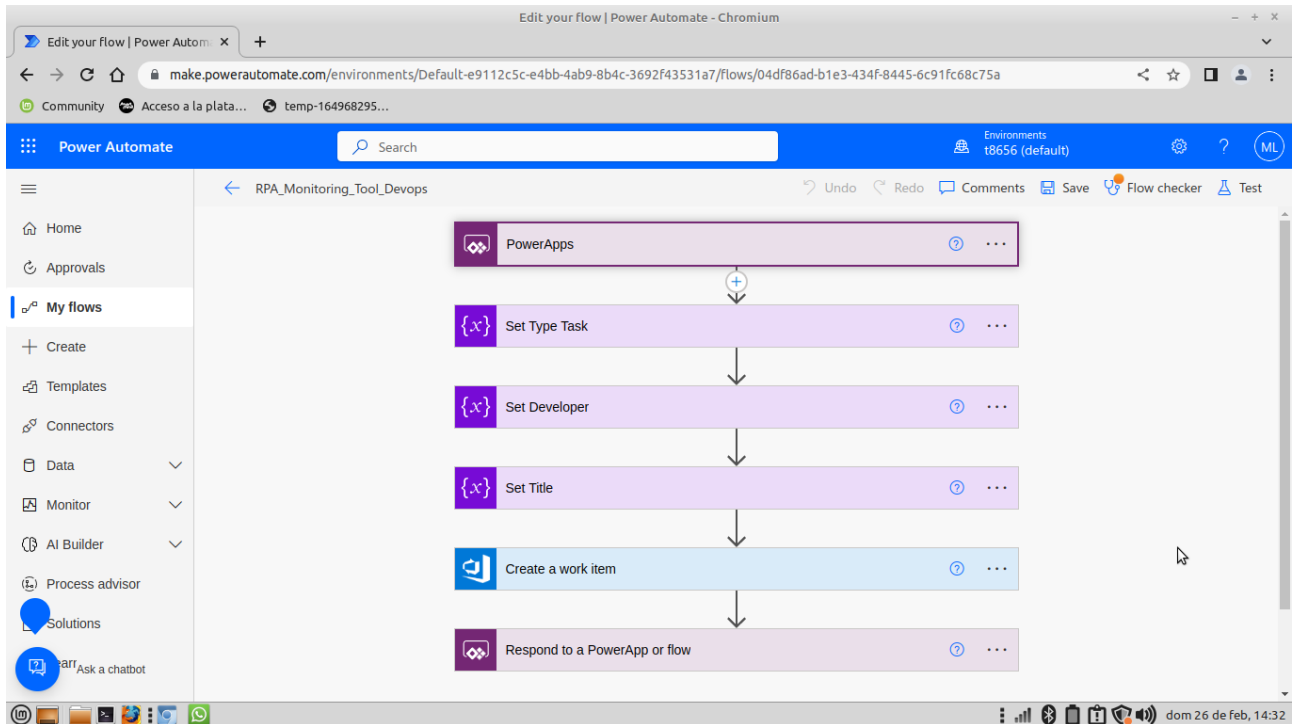 Edit your flow | Power Automate - Chromium
Edit your flow | Power Autom
make.powerautomate.com/environments/Default-e9112c5c-e4bb-4ab9-8b4c-3692f43531a7/flows/04df86ad-b1e3-434f-8445-6c91fc68c75a
Community Acceso a la plata... temp-164968295...
Power Automate
Search
Environments
t8656 (default)
ML
RPA_Monitoring_Tool_Devops
Undo Redo Comments Save Flow checker Test
Home
Approvals
My flows
Create
Templates
Connectors
Data
Monitor
AI Builder
Process advisor
Solutions
Ask a chatbot
PowerApps
{x} Set Type Task
{x} Set Developer
{x} Set Title
Create a work item
Respond to a PowerApp or flow
dom 26 de feb, 14:32